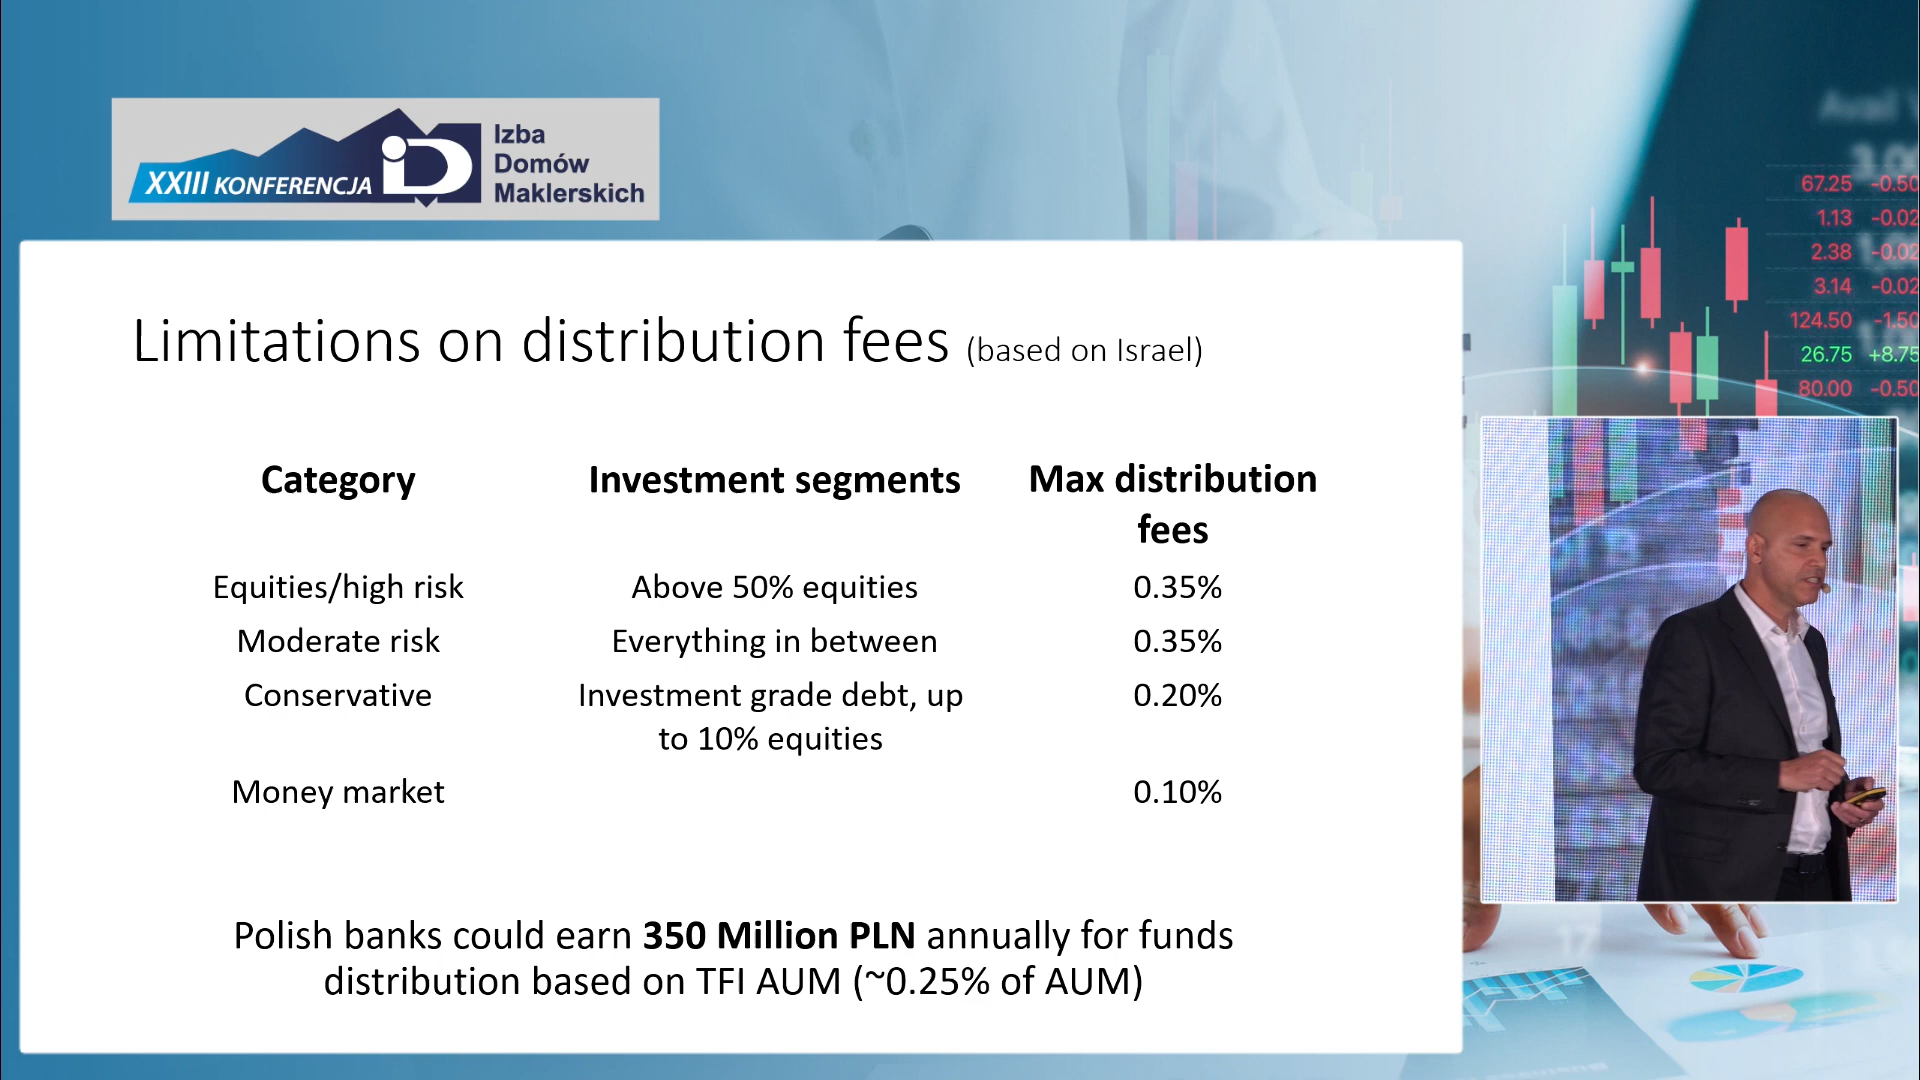 XXIII KONFERENCJA
Izba
Domów
Maklerskich
Limitations on distribution fees (based on Israel)
Category Investment segments Max distribution
fees
Equities/high risk Above 50% equities 0.35%
Moderate risk Everything in between 0.35%
Conservative Investment grade debt, up 0.20%
to 10% equities
Money market 0.10%
Polish banks could earn 350 Million PLN annually for funds
distribution based on TFI AUM (~0.25% of AUM)
67.25 -0.50
1.13 -0.02
2.38 -0.02
3.14 -0.02
124.50 -1.50
26.75 +8.75
80.00 -0.50